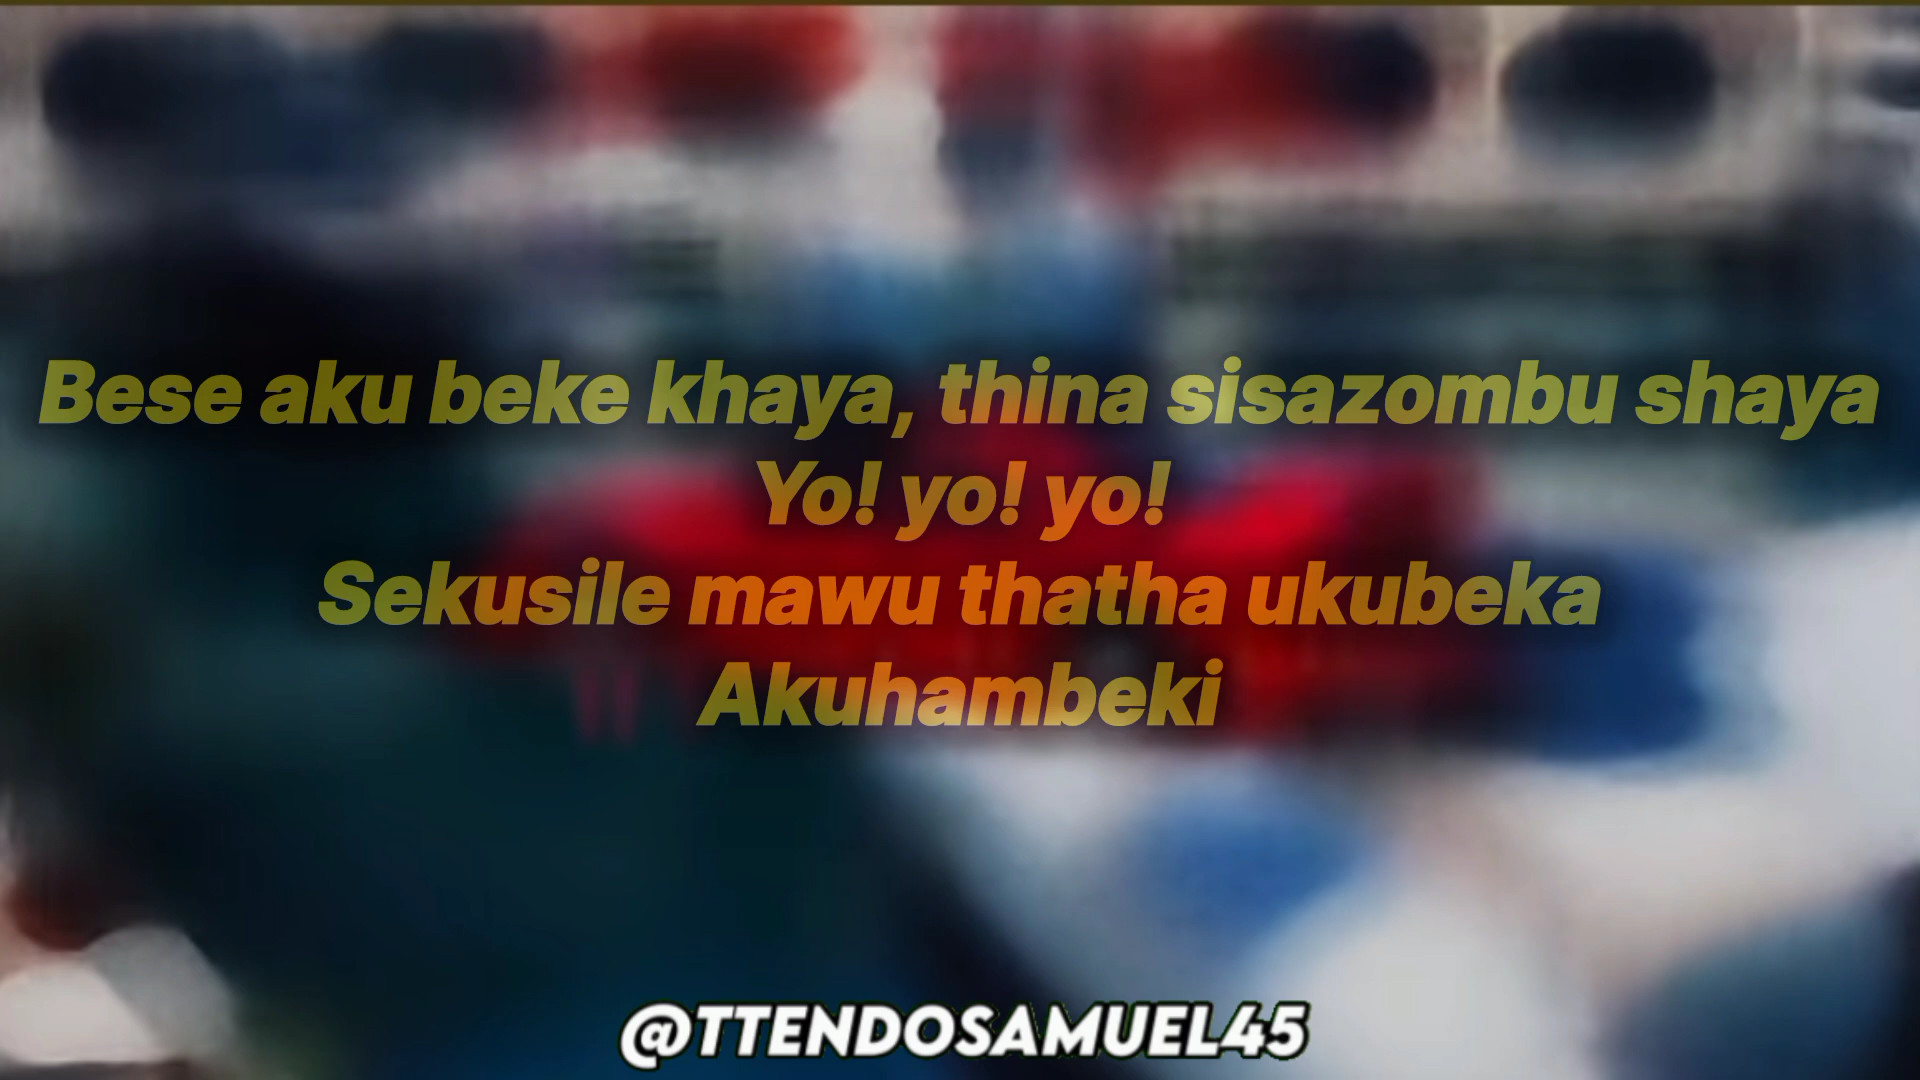 Bese aku beke khaya, thina sisazombu shaya
Yo! yo! yo!
Sekusile mawu thatha ukubeka
Akuhambeki
@TTENDOSAMUEL45